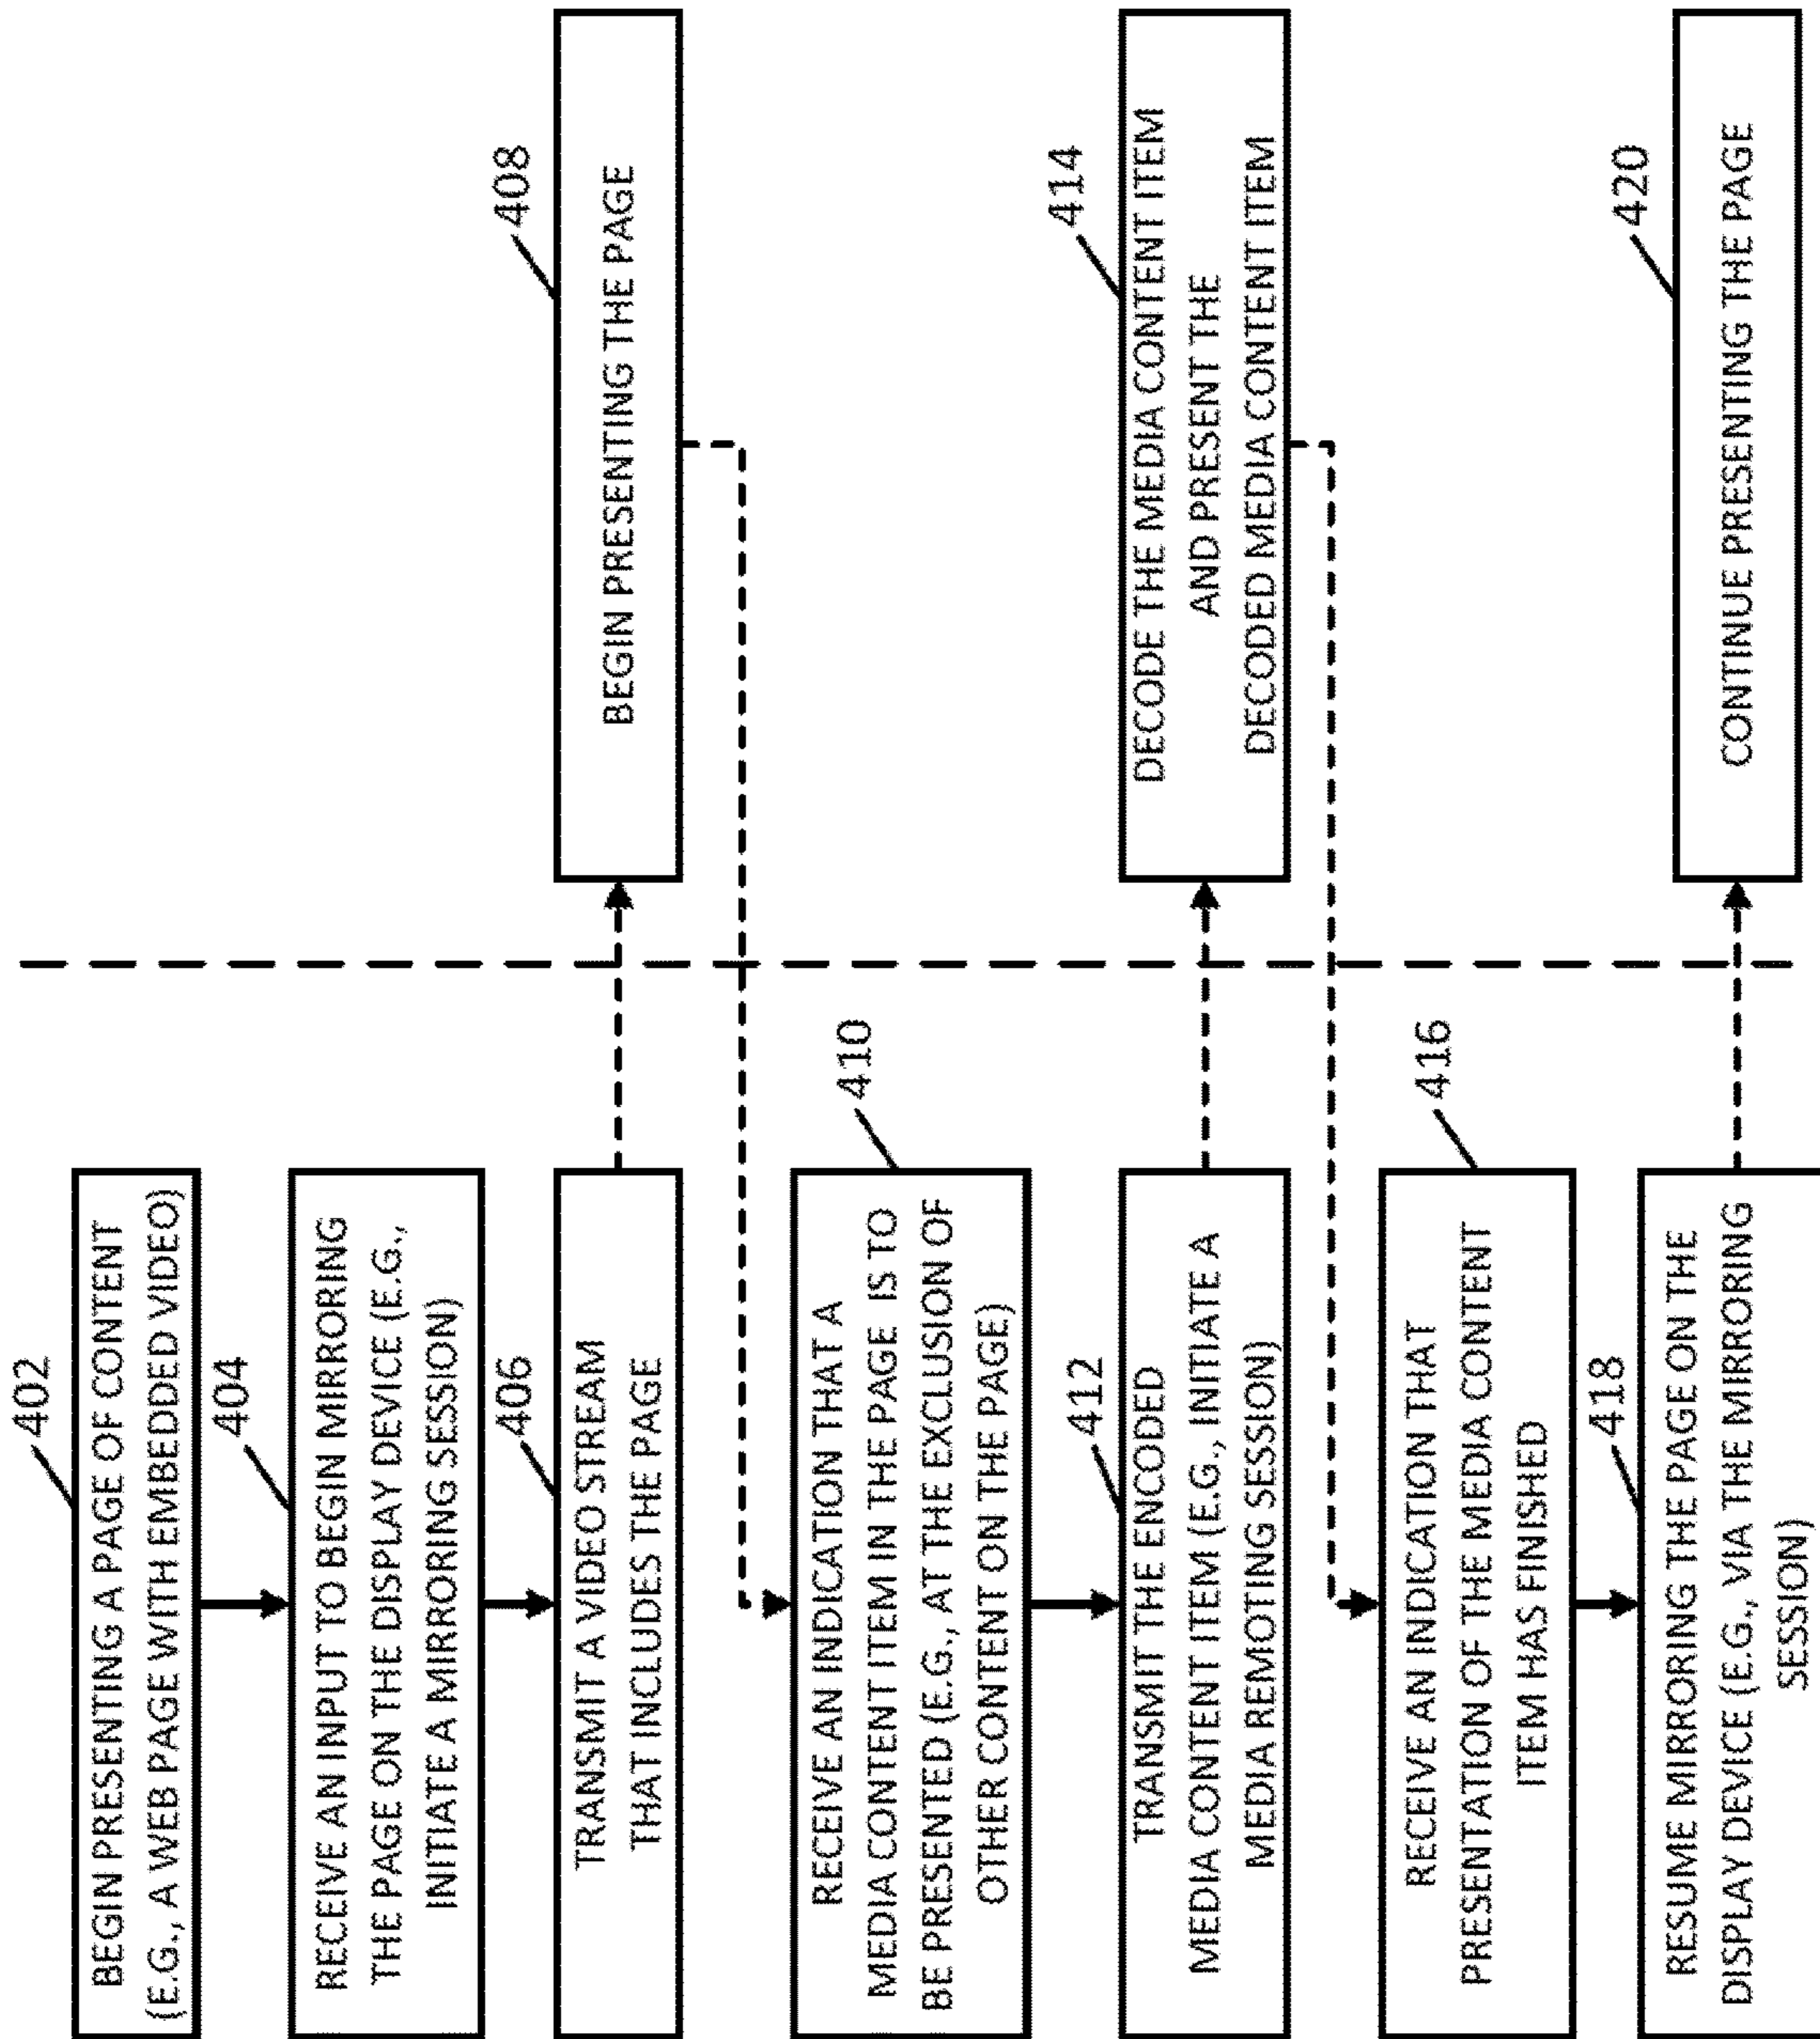 402
BEGIN PRESENTING A PAGE OF CONTENT
(E.G., A WEB PAGE WITH EMBEDDED VIDEO)
404
RECEIVE AN INPUT TO BEGIN MIRRORING
THE PAGE ON THE DISPLAY DEVICE (E.G.,
INITIATE A MIRRORING SESSION)
406
TRANSMIT A VIDEO STREAM
THAT INCLUDES THE PAGE
408
BEGIN PRESENTING THE PAGE
410
RECEIVE AN INDICATION THAT A
MEDIA CONTENT ITEM IN THE PAGE IS TO
BE PRESENTED (E.G., AT THE EXCLUSION OF
OTHER CONTENT ON THE PAGE)
412
TRANSMIT THE ENCODED
MEDIA CONTENT ITEM (E.G., INITIATE A
MEDIA REMOTING SESSION)
414
DECODE THE MEDIA CONTENT ITEM
AND PRESENT THE
DECODED MEDIA CONTENT ITEM
416
RECEIVE AN INDICATION THAT
PRESENTATION OF THE MEDIA CONTENT
ITEM HAS FINISHED
418
RESUME MIRRORING THE PAGE ON THE
DISPLAY DEVICE (E.G., VIA THE MIRRORING
SESSION)
420
CONTINUE PRESENTING THE PAGE